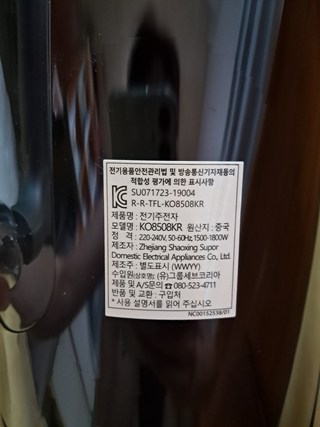 전기용품안전관리법 및 방송통신기자재등의
적합성 평가에 의한 표시사항
SU071723-19004
R-R-TFL-KO8508KR
제품명 : 전기주전자
모델명 : KO8508KR 원산지 : 중국
정 격 : 220-240V, 50-60Hz, 1500-1800W
제조자 : Zhejiang Shaoxing Supor
Domestic Electrical Appliances Co., Ltd.
제조주 : 별도표시 (WWYY)
수입원(상호명): (유)그룹세브코리아
제품 및 A/S문의 ☎ 080-523-4711
반품 및 교환 : 구입처
* 사용 설명서를 읽어 주십시오
NC00152538/01